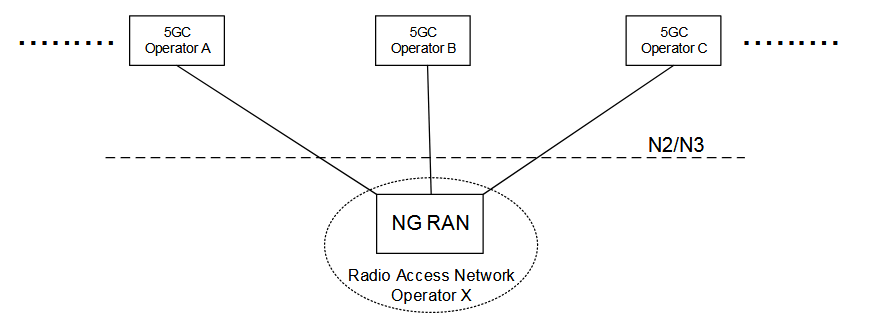 5GC
Operator A
5GC
Operator B
5GC
Operator C
N2/N3
NG RAN
Radio Access Network
Operator X